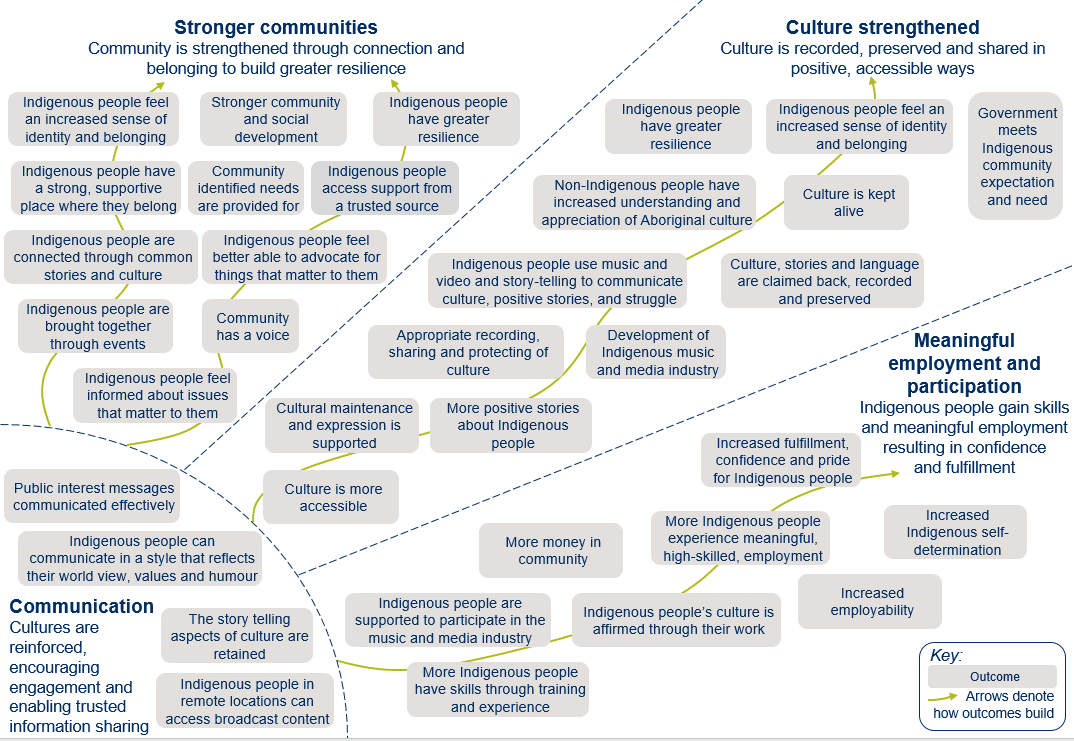 Stronger communities
Community is strengthened through connection and
belonging to build greater resilience
Indigenous people feel
an increased sense of
identity and belonging
Stronger community
and social
development
Indigenous people
have greater
resilience
Indigenous people have
a strong, supportive
place where they belong
Community
identified needs
are provided for
Indigenous people
access support from
a trusted source
Indigenous people are
connected through common
stories and culture
Indigenous people feel
better able to advocate for
things that matter to them
Indigenous people are
brought together
through events
Community
has a voice
Indigenous people feel
informed about issues
that matter to them
Culture strengthened
Culture is recorded, preserved and shared in
positive, accessible ways
Indigenous people
have greater
resilience
Indigenous people feel an
increased sense of identity
and belonging
Government
meets
Indigenous
community
expectation
and need
Non-Indigenous people have
increased understanding and
appreciation of Aboriginal culture
Culture is kept
alive
Indigenous people use music and
video and story-telling to communicate
culture, positive stories, and struggle
Culture, stories and language
are claimed back, recorded
and preserved
Appropriate recording,
sharing and protecting of
culture
Development of
Indigenous music
and media industry
Cultural maintenance
and expression is
supported
More positive stories
about Indigenous
people
Culture is more
accessible
Meaningful
employment and
participation
Indigenous people gain skills
and meaningful employment
resulting in confidence
and fulfillment
Increased fulfillment,
confidence and pride
for Indigenous people
More Indigenous people
experience meaningful,
high-skilled, employment
Increased
Indigenous self-
determination
More money in
community
Increased
employability
Indigenous people are
supported to participate in the
music and media industry
Indigenous people's culture is
affirmed through their work
More Indigenous people
have skills through training
and experience
Public interest messages
communicated effectively
Indigenous people can
communicate in a style that reflects
their world view, values and humour
Communication
Cultures are
reinforced,
encouraging
engagement and
enabling trusted
information sharing
The story telling
aspects of culture are
retained
Indigenous people in
remote locations can
access broadcast content
Key:
Outcome
Arrows denote
how outcomes build